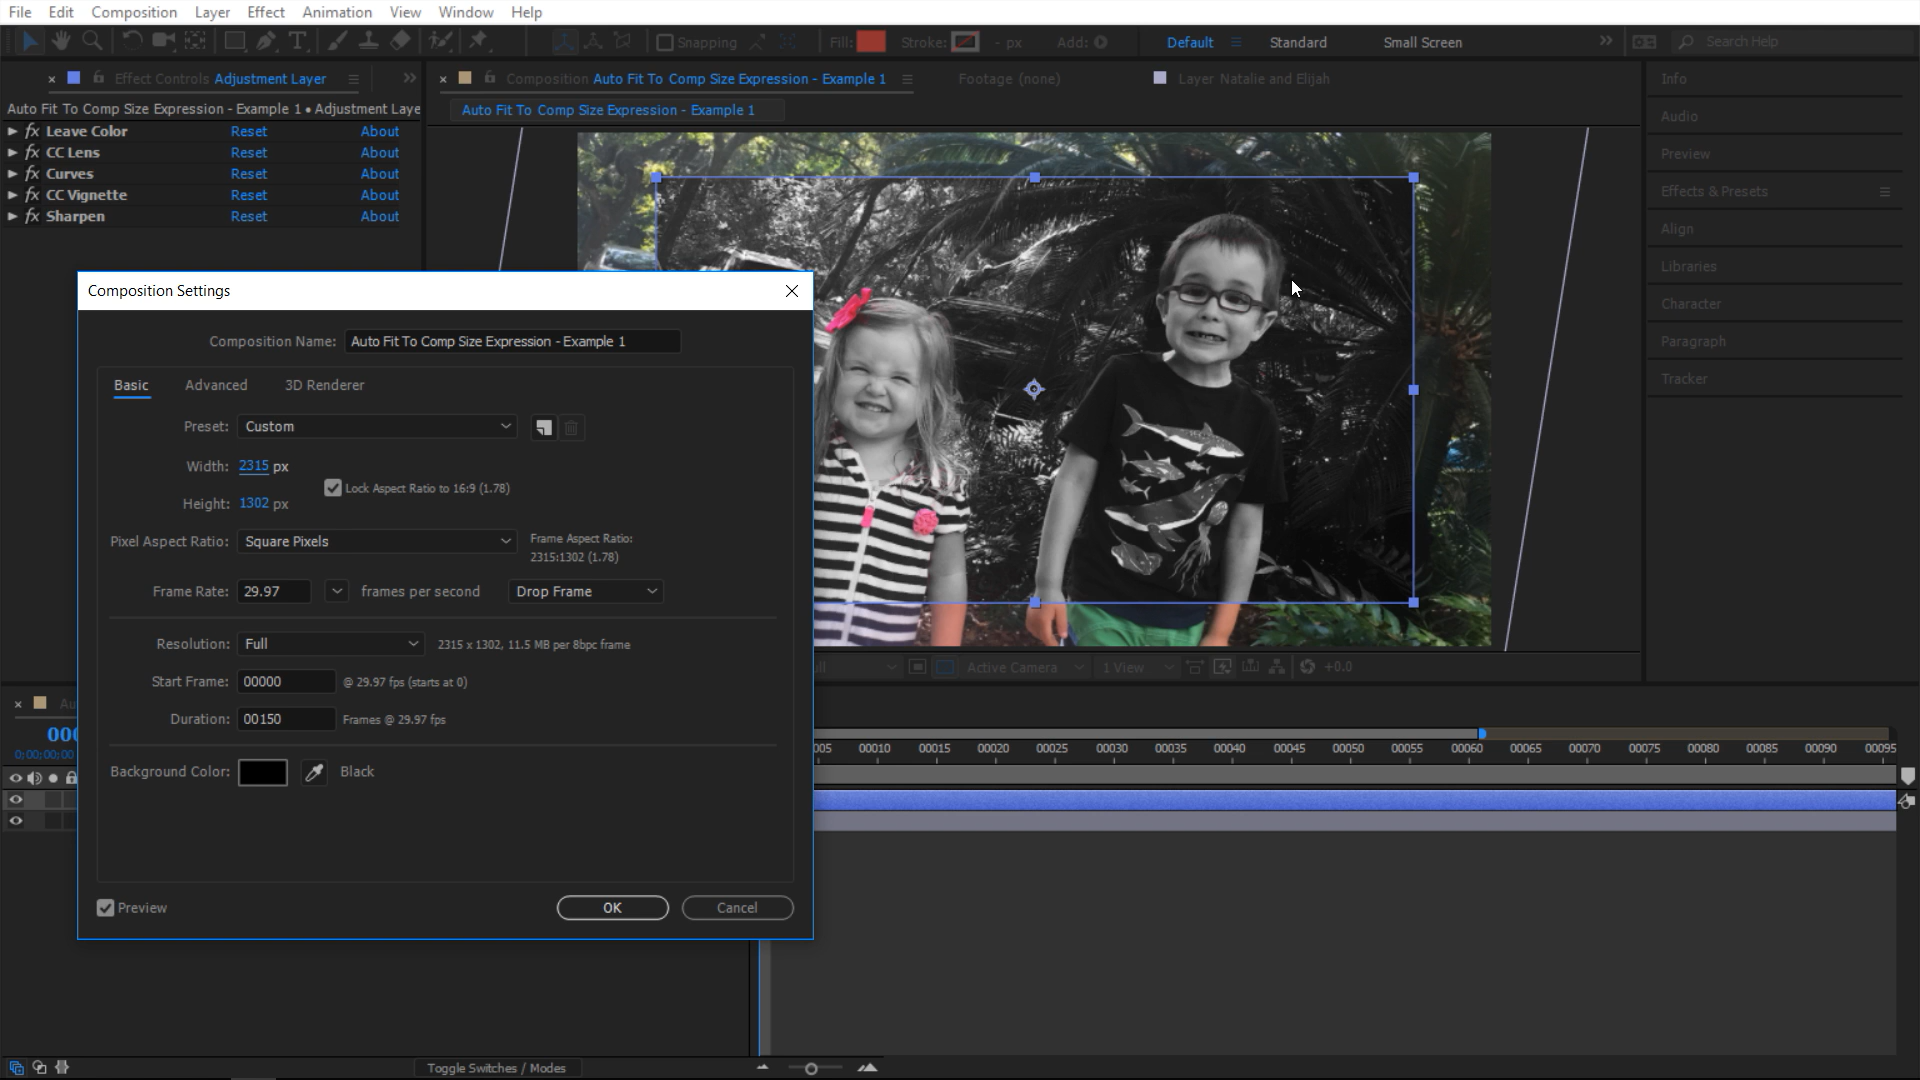 File Edit Composition Layer Effect Animation View Window Help
Snapping Fill: Stroke: - px Add: Default Standard Small Screen Search Help
Effect Controls Adjustment Layer
Composition Auto Fit To Comp Size Expression - Example 1
Footage (none)
Layer Natalie and Elijah
Info
Auto Fit To Comp Size Expression - Example 1 • Adjustment Laye
Auto Fit To Comp Size Expression - Example 1
Leave Color Reset About
CC Lens Reset About
Curves Reset About
CC Vignette Reset About
Sharpen Reset About
Audio
Preview
Effects & Presets
Align
Libraries
Character
Paragraph
Tracker
Composition Settings
Composition Name: Auto Fit To Comp Size Expression - Example 1
Basic Advanced 3D Renderer
Preset: Custom
Width: 2315 px
Lock Aspect Ratio to 16:9 (1.78)
Height: 1302 px
Pixel Aspect Ratio: Square Pixels
Frame Aspect Ratio:
2315:1302 (1.78)
Frame Rate: 29.97 frames per second Drop Frame
Resolution: Full 2315 x 1302, 11.5 MB per 8bpc frame
Start Frame: 00000 @ 29.97 fps (starts at 0)
Duration: 00150 Frames @ 29.97 fps
Background Color: Black
Preview OK Cancel
Active Camera 1 View +0.0
Au
000
0;00;00;00
005 00010 00015 00020 00025 00030 00035 00040 00045 00050 00055 00060 00065 00070 00075 00080 00085 00090 00095
Toggle Switches / Modes